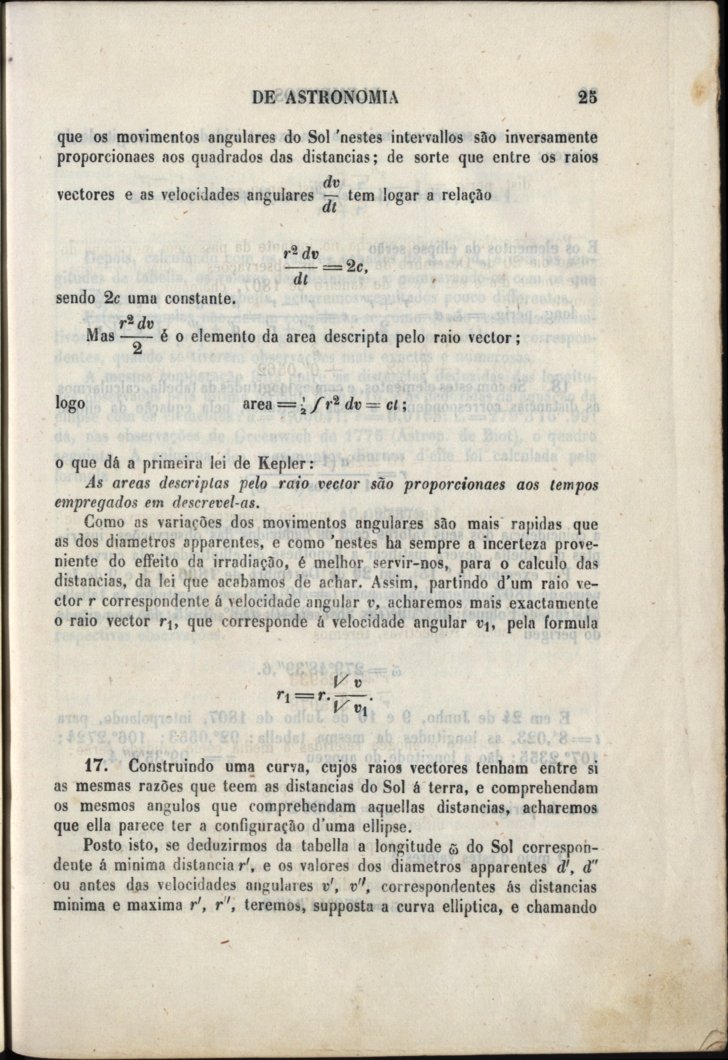 DE ASTRONOMIA 25
que os movimentos angulares do Sol 'nestes intervallos são inversamente
proporcionaes aos quadrados das distancias; de sorte que entre os raios
vectores e as velocidades angulares dv/dt tem logar a relação
r² dv/dt = 2c,
sendo 2c uma constante.
Mas r² dv/2 é o elemento da area descripta pelo raio vector;
logo area = ½ ∫ r² dv = ct;
o que dá a primeira lei de Kepler:
As areas descriptas pelo raio vector são proporcionaes aos tempos
empregados em descrevel-as.
Como as variações dos movimentos angulares são mais rapidas que
as dos diametros apparentes, e como 'nestes ha sempre a incerteza prove-
niente do effeito da irradiação, é melhor servir-nos, para o calculo das
distancias, da lei que acabamos de achar. Assim, partindo d'um raio ve-
ctor r correspondente á velocidade angular v, acharemos mais exactamente
o raio vector r₁, que corresponde á velocidade angular v₁, pela formula
r₁ = r. √v/√v₁.
17. Construindo uma curva, cujos raios vectores tenham entre si
as mesmas razões que teem as distancias do Sol á terra, e comprehendam
os mesmos angulos que comprehendam aquellas distancias, acharemos
que ella parece ter a configuração d'uma ellipse.
Posto isto, se deduzirmos da tabella a longitude ω̄ do Sol correspon-
dente á minima distancia r′, e os valores dos diametros apparentes d′, d″
ou antes das velocidades angulares v′, v″, correspondentes ás distancias
minima e maxima r′, r″, teremos, supposta a curva elliptica, e chamando